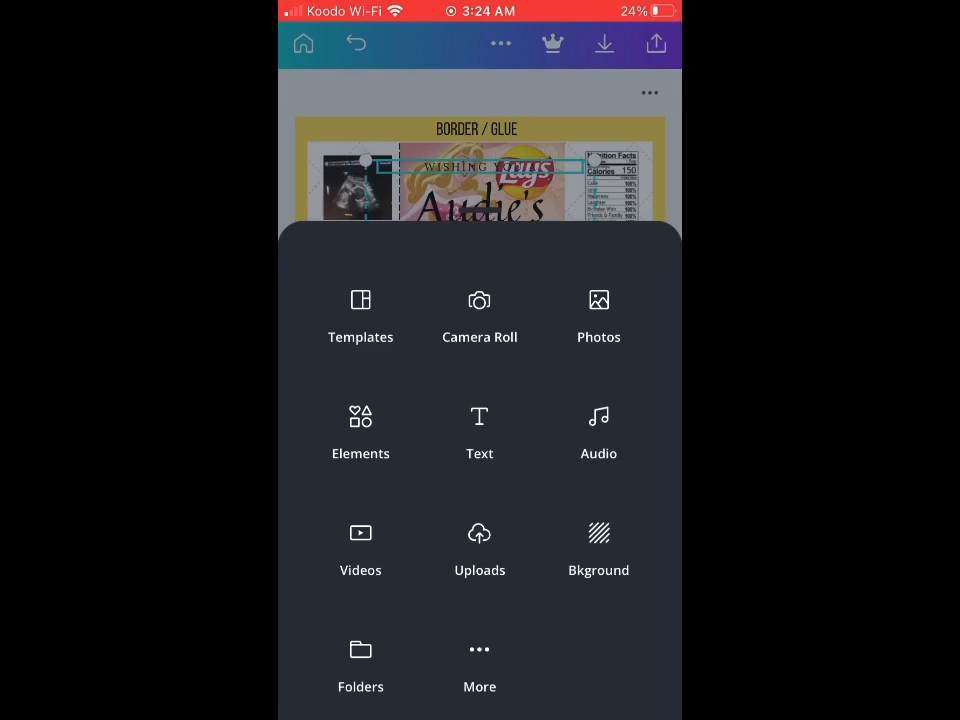 Koodo Wi-Fi 3:24 AM 24%
BORDER / GLUE
WISHING YOU
Lay's
Audie's
Nutrition Facts
Calories 150
Templates Camera Roll Photos
Elements Text Audio
Videos Uploads Bkground
Folders More